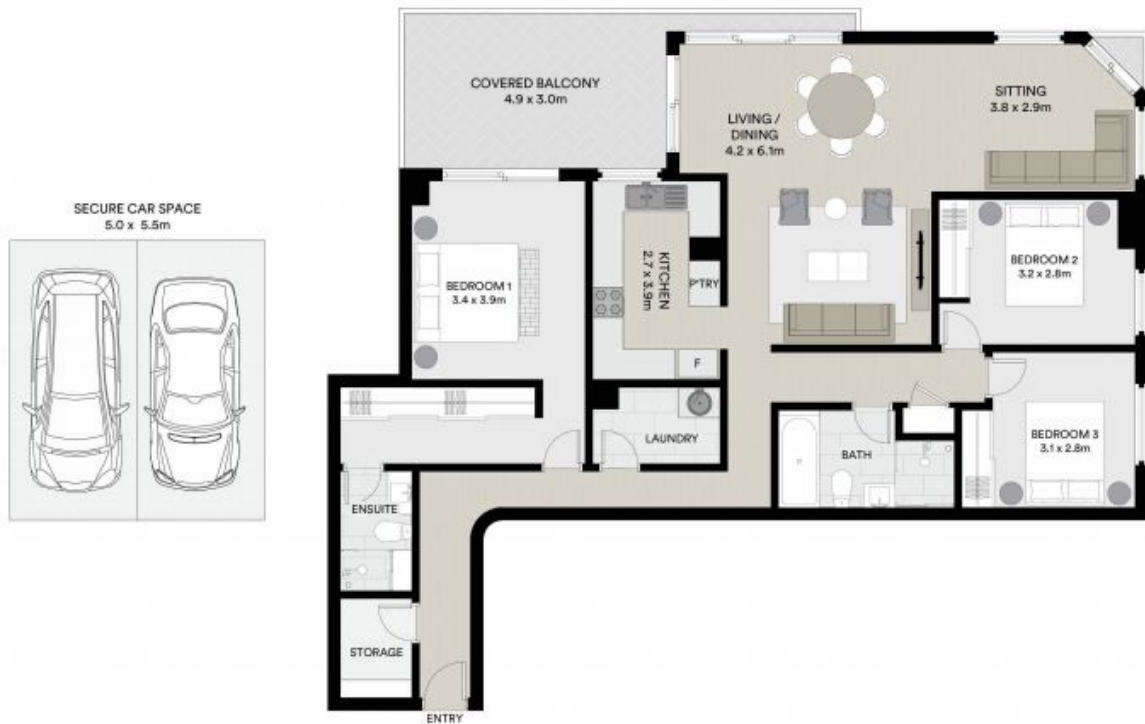 COVERED BALCONY
4.9 x 3.0m
SITTING
3.8 x 2.9m
LIVING /
DINING
4.2 x 6.1m
SECURE CAR SPACE
5.0 x 5.5m
BEDROOM 1
3.4 x 3.9m
KITCHEN
2.7 x 3.9m
P'TRY
F
BEDROOM 2
3.2 x 2.8m
LAUNDRY
BATH
BEDROOM 3
3.1 x 2.8m
ENSUITE
STORAGE
ENTRY